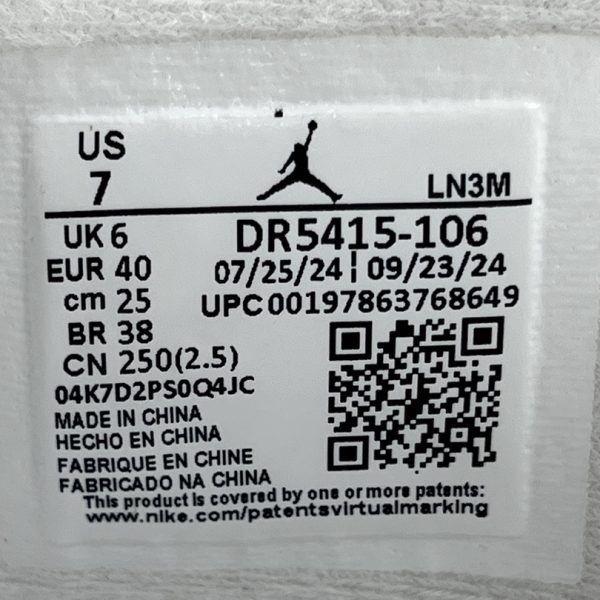 US
7
LN3M
UK 6
DR5415-106
EUR 40
07/25/24 | 09/23/24
cm 25
UPC00197863768649
BR 38
CN 250(2.5)
04K7D2PS0Q4JC
MADE IN CHINA
HECHO EN CHINA
FABRIQUE EN CHINE
FABRICADO NA CHINA
This product is covered by one or more patents:
www.nike.com/patentsvirtualmarking